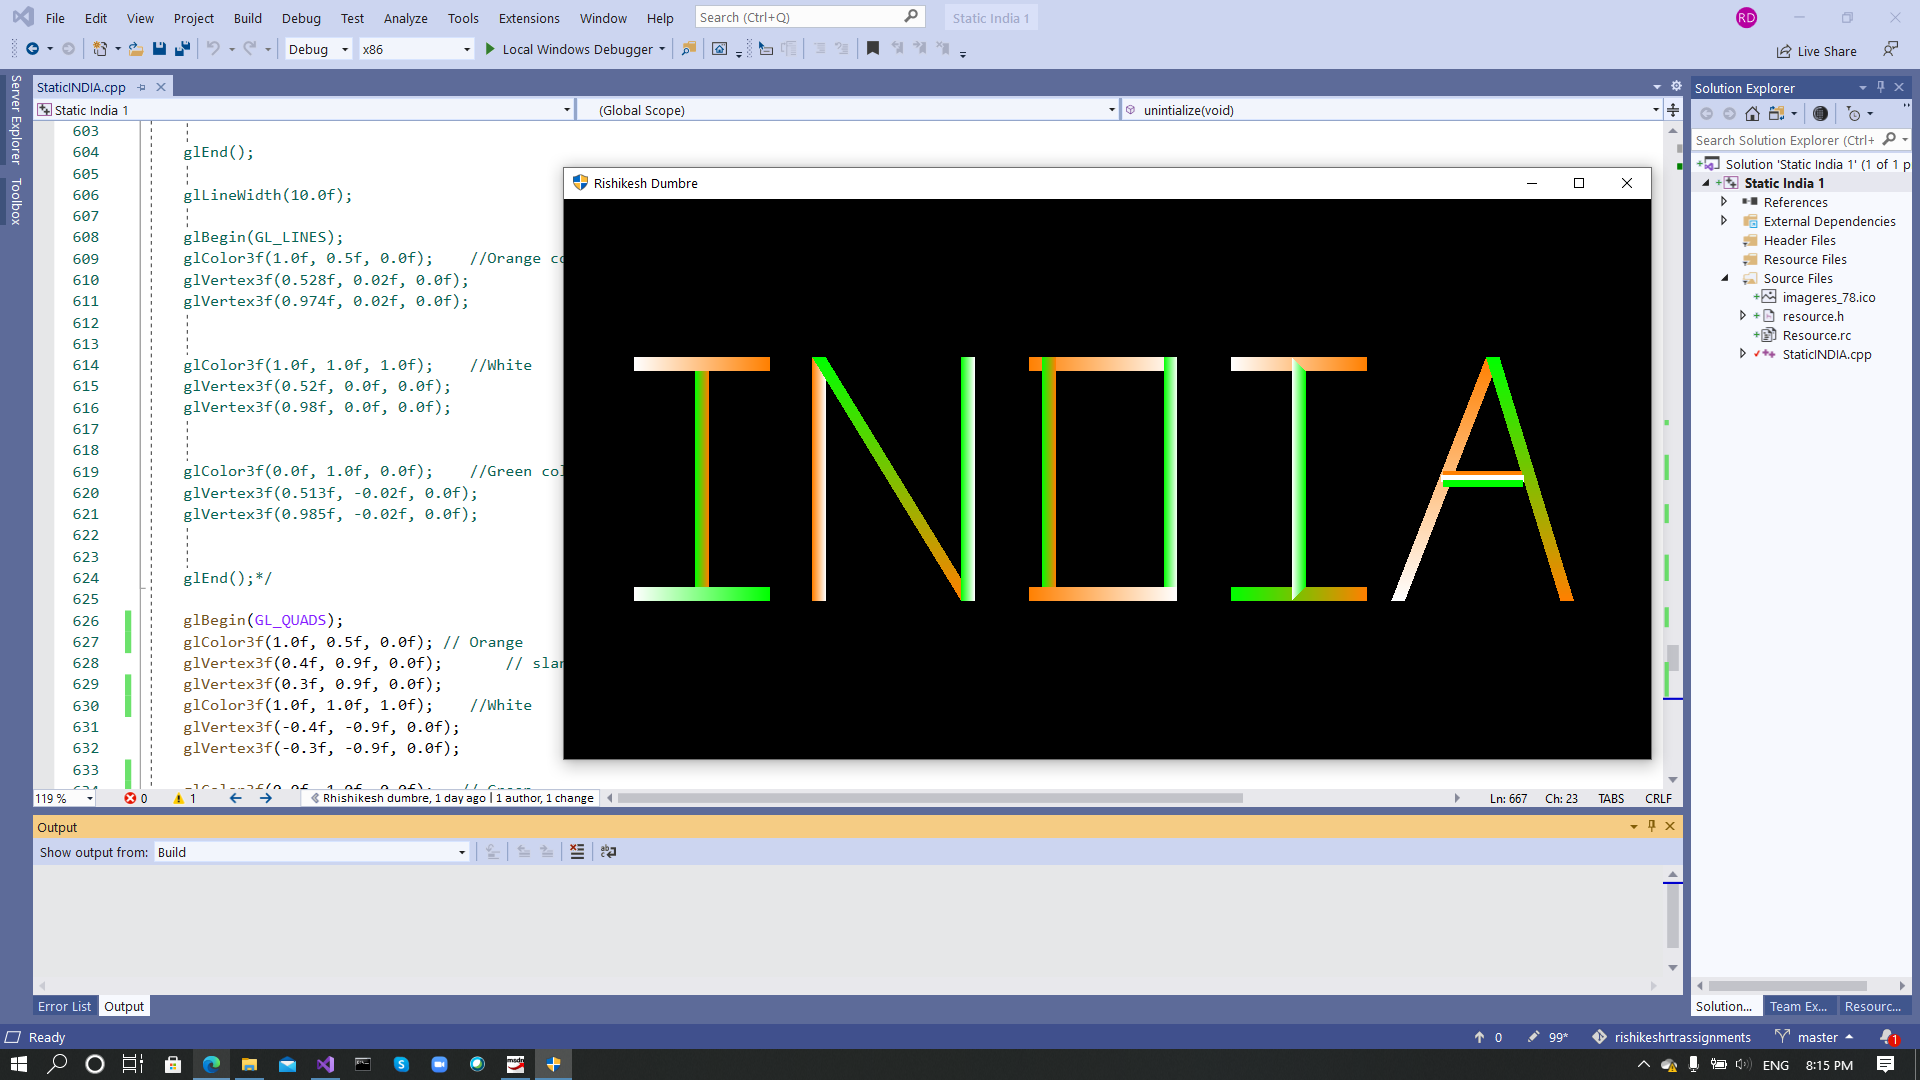 File Edit View Project Build Debug Test Analyze Tools Extensions Window Help Search (Ctrl+Q) Static India 1 RD
Debug x86 Local Windows Debugger Live Share
Server Explorer
Toolbox
StaticINDIA.cpp
Static India 1 (Global Scope) unintialize(void)
603
604 glEnd();
605
606 glLineWidth(10.0f);
607
608 glBegin(GL_LINES);
609 glColor3f(1.0f, 0.5f, 0.0f); //Orange co
610 glVertex3f(0.528f, 0.02f, 0.0f);
611 glVertex3f(0.974f, 0.02f, 0.0f);
612
613
614 glColor3f(1.0f, 1.0f, 1.0f); //White
615 glVertex3f(0.52f, 0.0f, 0.0f);
616 glVertex3f(0.98f, 0.0f, 0.0f);
617
618
619 glColor3f(0.0f, 1.0f, 0.0f); //Green col
620 glVertex3f(0.513f, -0.02f, 0.0f);
621 glVertex3f(0.985f, -0.02f, 0.0f);
622
623
624 glEnd();*/
625
626 glBegin(GL_QUADS);
627 glColor3f(1.0f, 0.5f, 0.0f); // Orange
628 glVertex3f(0.4f, 0.9f, 0.0f); // slan
629 glVertex3f(0.3f, 0.9f, 0.0f);
630 glColor3f(1.0f, 1.0f, 1.0f); //White
631 glVertex3f(-0.4f, -0.9f, 0.0f);
632 glVertex3f(-0.3f, -0.9f, 0.0f);
633
Rishikesh Dumbre
INDIA
119 % 0 1 Rhishikesh dumbre, 1 day ago | 1 author, 1 change Ln: 667 Ch: 23 TABS CRLF
Output
Show output from: Build
Error List Output
Solution Explorer
Search Solution Explorer (Ctrl+
Solution 'Static India 1' (1 of 1 p
Static India 1
References
External Dependencies
Header Files
Resource Files
Source Files
imageres_78.ico
resource.h
Resource.rc
StaticINDIA.cpp
Solution... Team Ex... Resourc...
Ready 0 99* rishikeshrtrassignments master 1
msdn ENG 8:15 PM